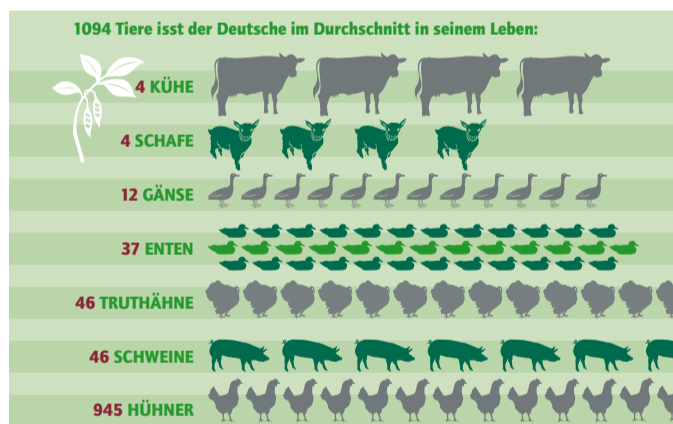 1094 Tiere isst der Deutsche im Durchschnitt in seinem Leben:
4 KÜHE
4 SCHAFE
12 GÄNSE
37 ENTEN
46 TRUTHÄHNE
46 SCHWEINE
945 HÜHNER